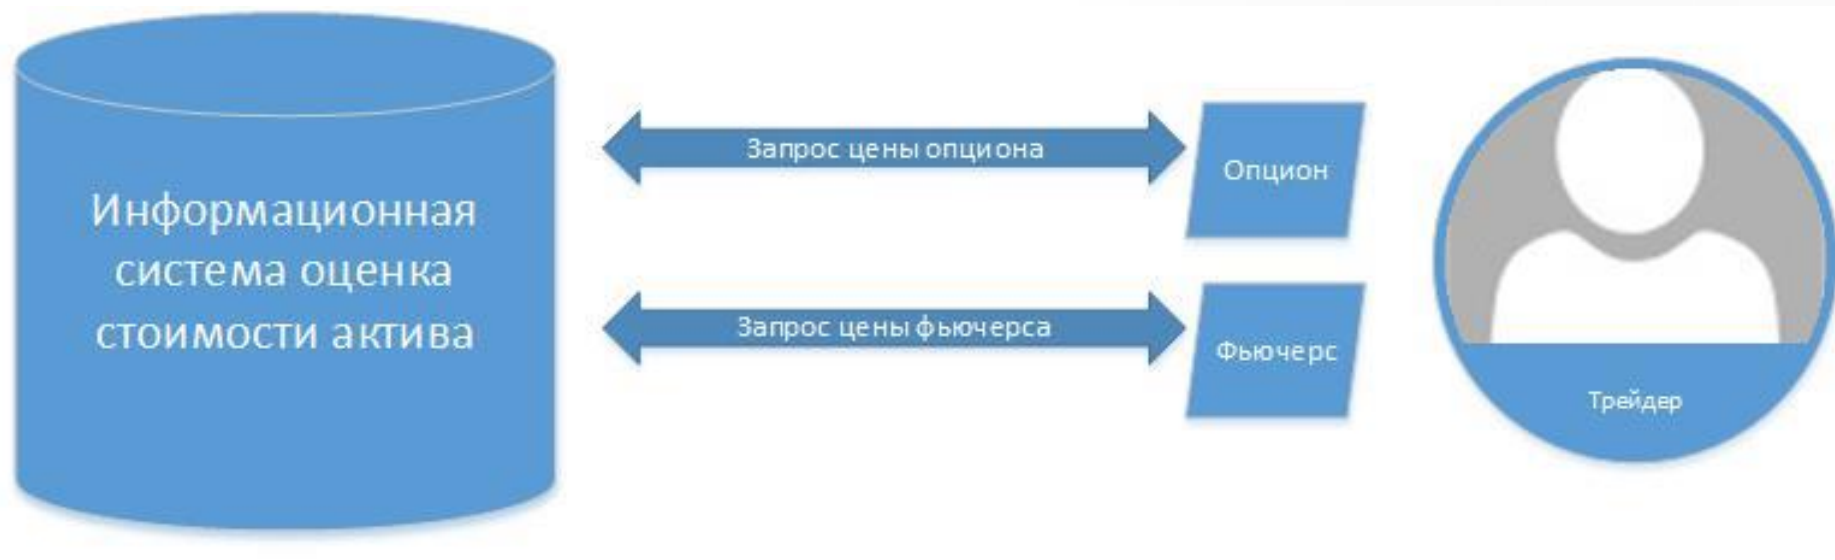 Информационная
система оценка
стоимости актива
Запрос цены опциона
Опцион
Запрос цены фьючерса
Фьючерс
Трейдер